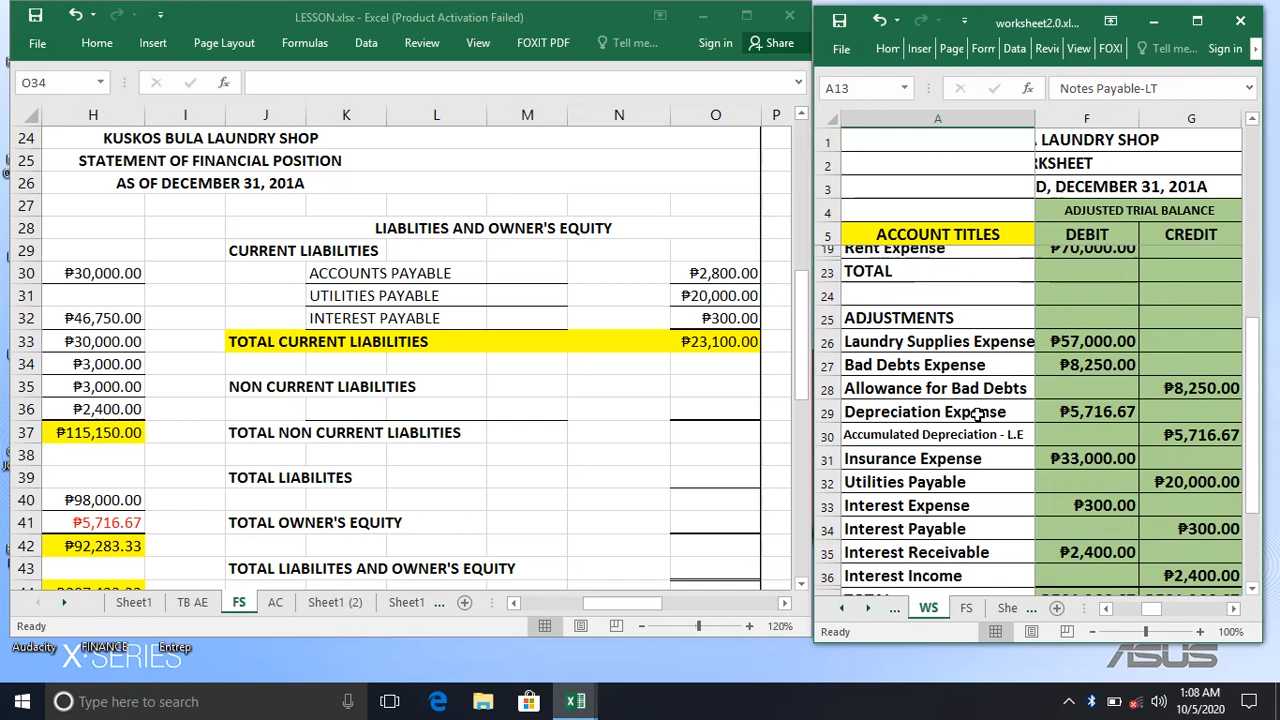 LESSON.xlsx - Excel (Product Activation Failed)
File Home Insert Page Layout Formulas Data Review View FOXIT PDF Tell me... Sign in Share
O34 fx
H I J K L M N O P
24 KUSKOS BULA LAUNDRY SHOP
25 STATEMENT OF FINANCIAL POSITION
26 AS OF DECEMBER 31, 201A
27
28 LIABLITIES AND OWNER'S EQUITY
29 CURRENT LIABILITIES
30 ₱30,000.00 ACCOUNTS PAYABLE ₱2,800.00
31 UTILITIES PAYABLE ₱20,000.00
32 ₱46,750.00 INTEREST PAYABLE ₱300.00
33 ₱30,000.00 TOTAL CURRENT LIABILITIES ₱23,100.00
34 ₱3,000.00
35 ₱3,000.00 NON CURRENT LIABILITIES
36 ₱2,400.00
37 ₱115,150.00 TOTAL NON CURRENT LIABLITIES
38
39 TOTAL LIABILITES
40 ₱98,000.00
41 ₱5,716.67 TOTAL OWNER'S EQUITY
42 ₱92,283.33
43 TOTAL LIABILITES AND OWNER'S EQUITY
Sheet1 TB AE FS AC Sheet1 (2) Sheet1 ...
Ready 120%
worksheet2.0.xl...
File Hom Inser Page Form Data Revie View FOXI Tell me... Sign in
A13 fx Notes Payable-LT
A F G
1 A LAUNDRY SHOP
2 RKSHEET
3 D, DECEMBER 31, 201A
4 ADJUSTED TRIAL BALANCE
5 ACCOUNT TITLES DEBIT CREDIT
19 Rent Expense ₱70,000.00
23 TOTAL
24
25 ADJUSTMENTS
26 Laundry Supplies Expense ₱57,000.00
27 Bad Debts Expense ₱8,250.00
28 Allowance for Bad Debts ₱8,250.00
29 Depreciation Expense ₱5,716.67
30 Accumulated Depreciation - L.E ₱5,716.67
31 Insurance Expense ₱33,000.00
32 Utilities Payable ₱20,000.00
33 Interest Expense ₱300.00
34 Interest Payable ₱300.00
35 Interest Receivable ₱2,400.00
36 Interest Income ₱2,400.00
... WS FS She ...
Ready 100%
Audacity FINANCE Entrep
X-SERIES ASUS
Type here to search
1:08 AM
10/5/2020